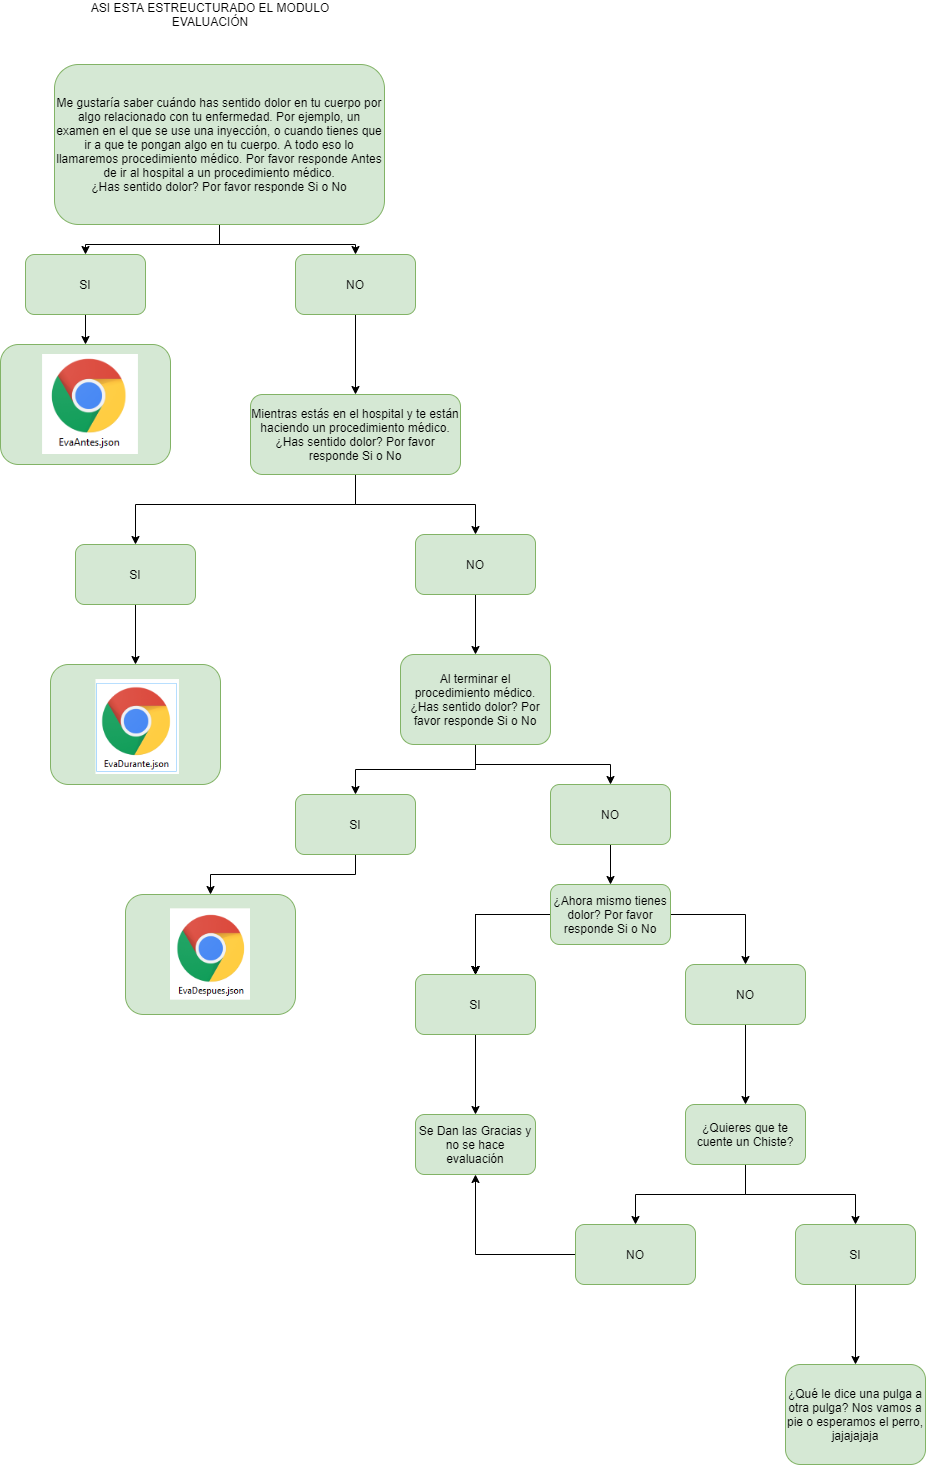 ASI ESTA ESTREUCTURADO EL MODULO
EVALUACIÓN
Me gustaría saber cuándo has sentido dolor en tu cuerpo por
algo relacionado con tu enfermedad. Por ejemplo, un
examen en el que se use una inyección, o cuando tienes que
ir a que te pongan algo en tu cuerpo. A todo eso lo
llamaremos procedimiento médico. Por favor responde Antes
de ir al hospital a un procedimiento médico.
¿Has sentido dolor? Por favor responde Si o No
SI
NO
EvaAntes.json
Mientras estás en el hospital y te están
haciendo un procedimiento médico.
¿Has sentido dolor? Por favor
responde Si o No
SI
NO
EvaDurante.json
Al terminar el
procedimiento médico.
¿Has sentido dolor? Por
favor responde Si o No
SI
NO
EvaDespues.json
¿Ahora mismo tienes
dolor? Por favor
responde Si o No
SI
NO
Se Dan las Gracias y
no se hace
evaluación
¿Quieres que te
cuente un Chiste?
NO
SI
¿Qué le dice una pulga a
otra pulga? Nos vamos a
pie o esperamos el perro,
jajajajaja